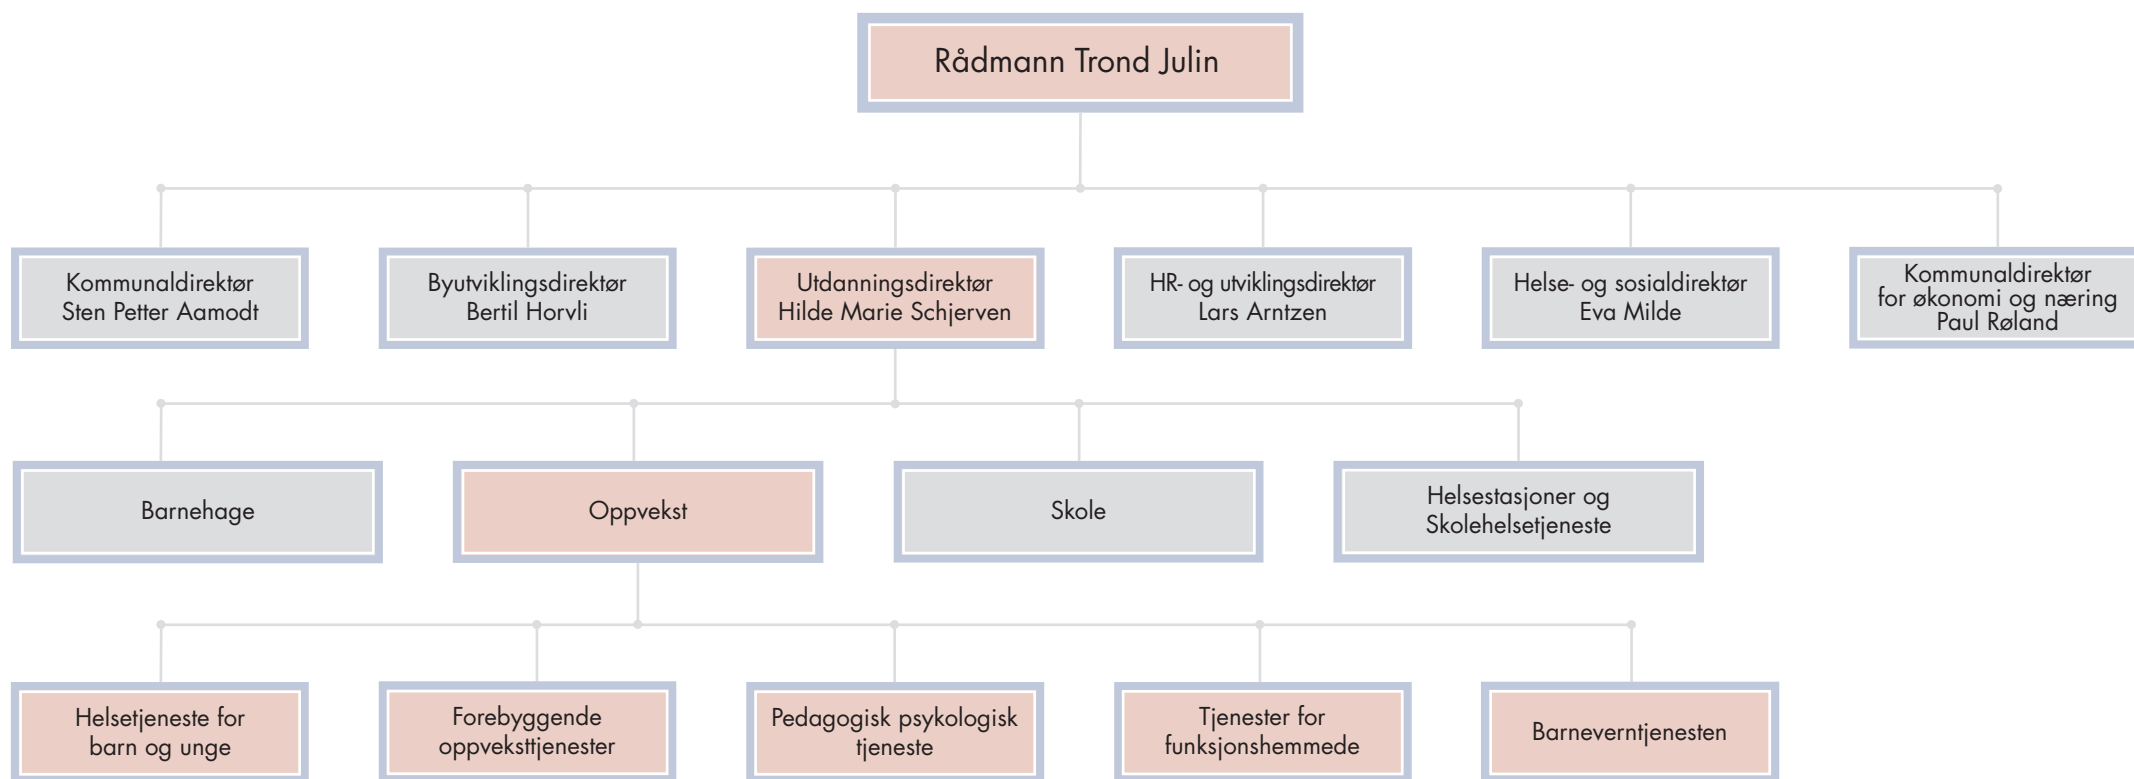 Rådmann Trond Julin
Kommunaldirektør
Sten Petter Aamodt
Byutviklingsdirektør
Bertil Horvli
Utdanningsdirektør
Hilde Marie Schjerven
HR- og utviklingsdirektør
Lars Arntzen
Helse- og sosialdirektør
Eva Milde
Kommunaldirektør
for økonomi og næring
Paul Røland
Barnehage
Oppvekst
Skole
Helsestasjoner og
Skolehelsetjeneste
Helsetjeneste for
barn og unge
Forebyggende
oppveksttjenester
Pedagogisk psykologisk
tjeneste
Tjenester for
funksjonshemmede
Barneverntjenesten